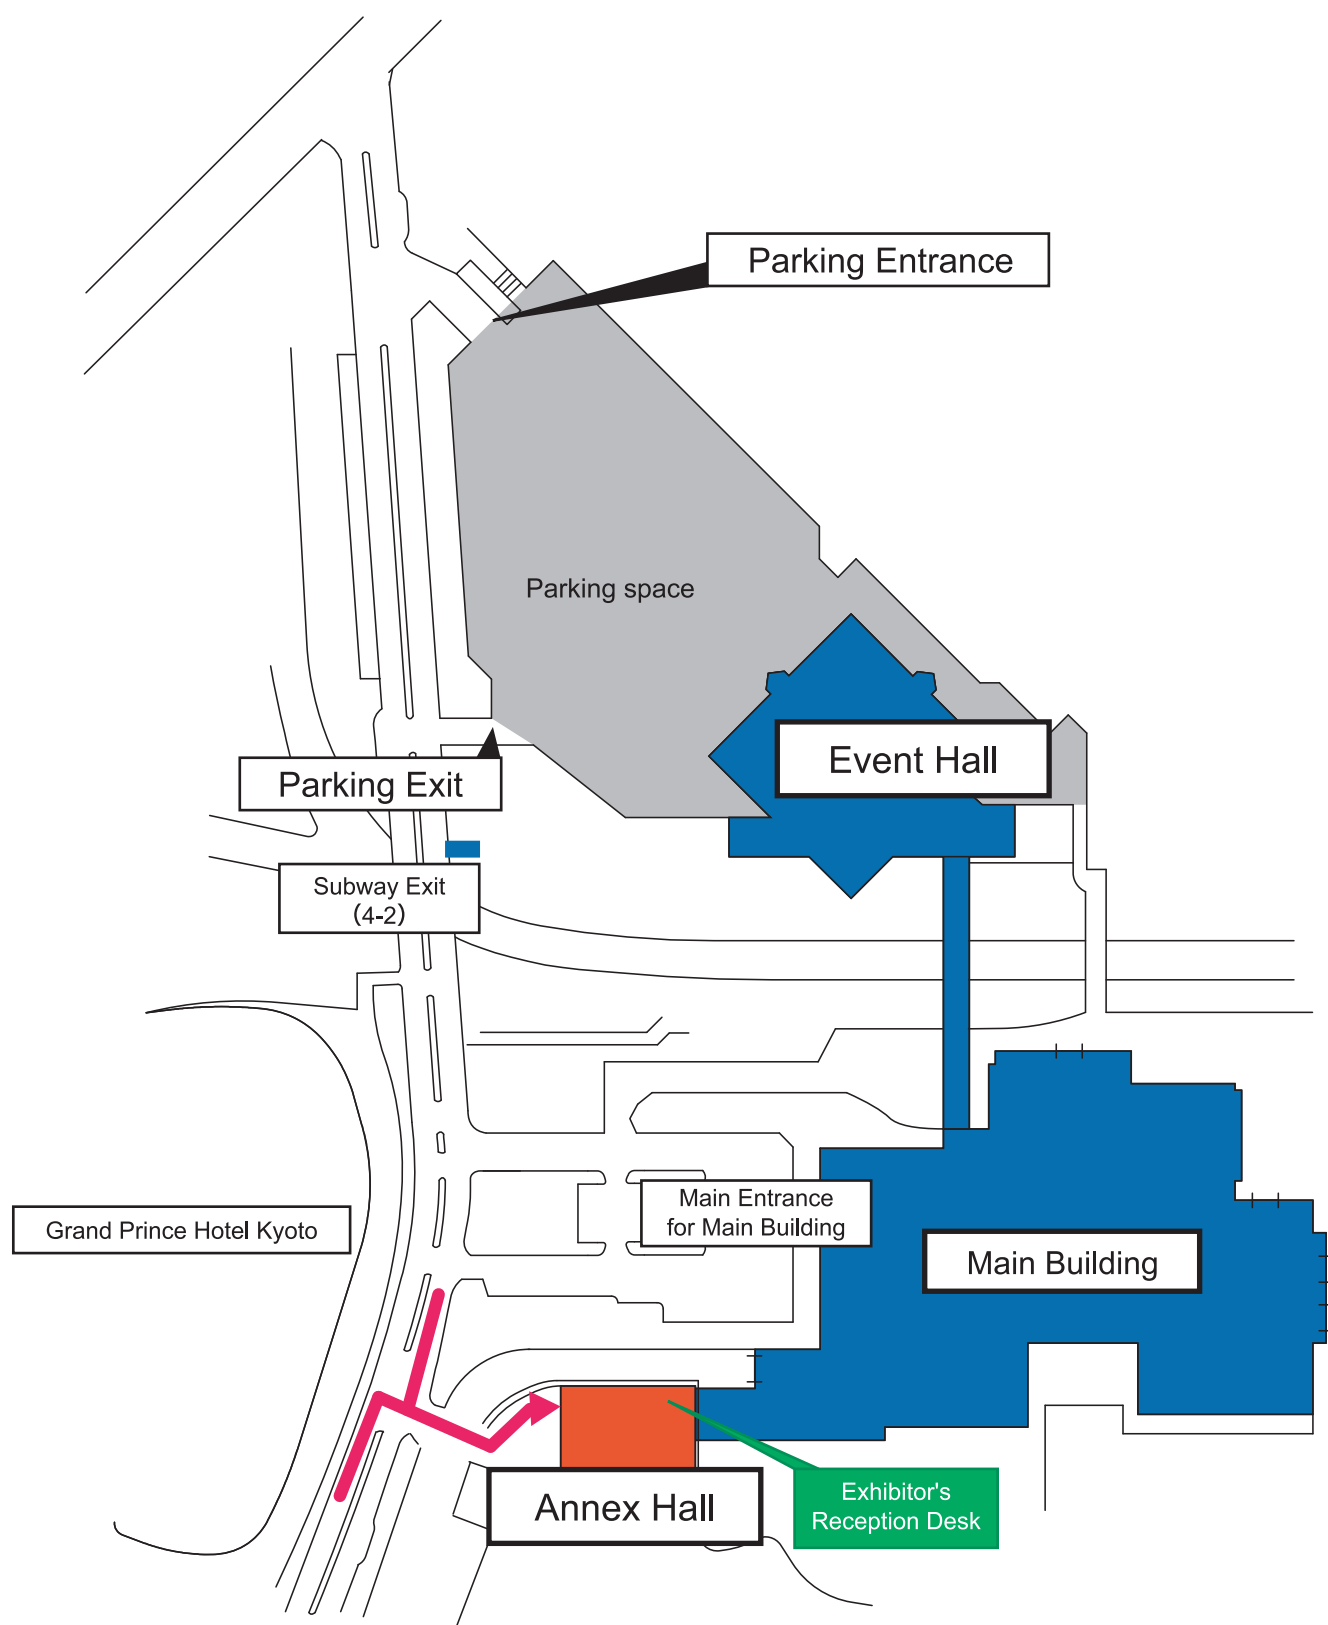 Parking Entrance
Parking space
Event Hall
Parking Exit
Subway Exit
(4-2)
Main Entrance
for Main Building
Grand Prince Hotel Kyoto
Main Building
Annex Hall
Exhibitor's
Reception Desk